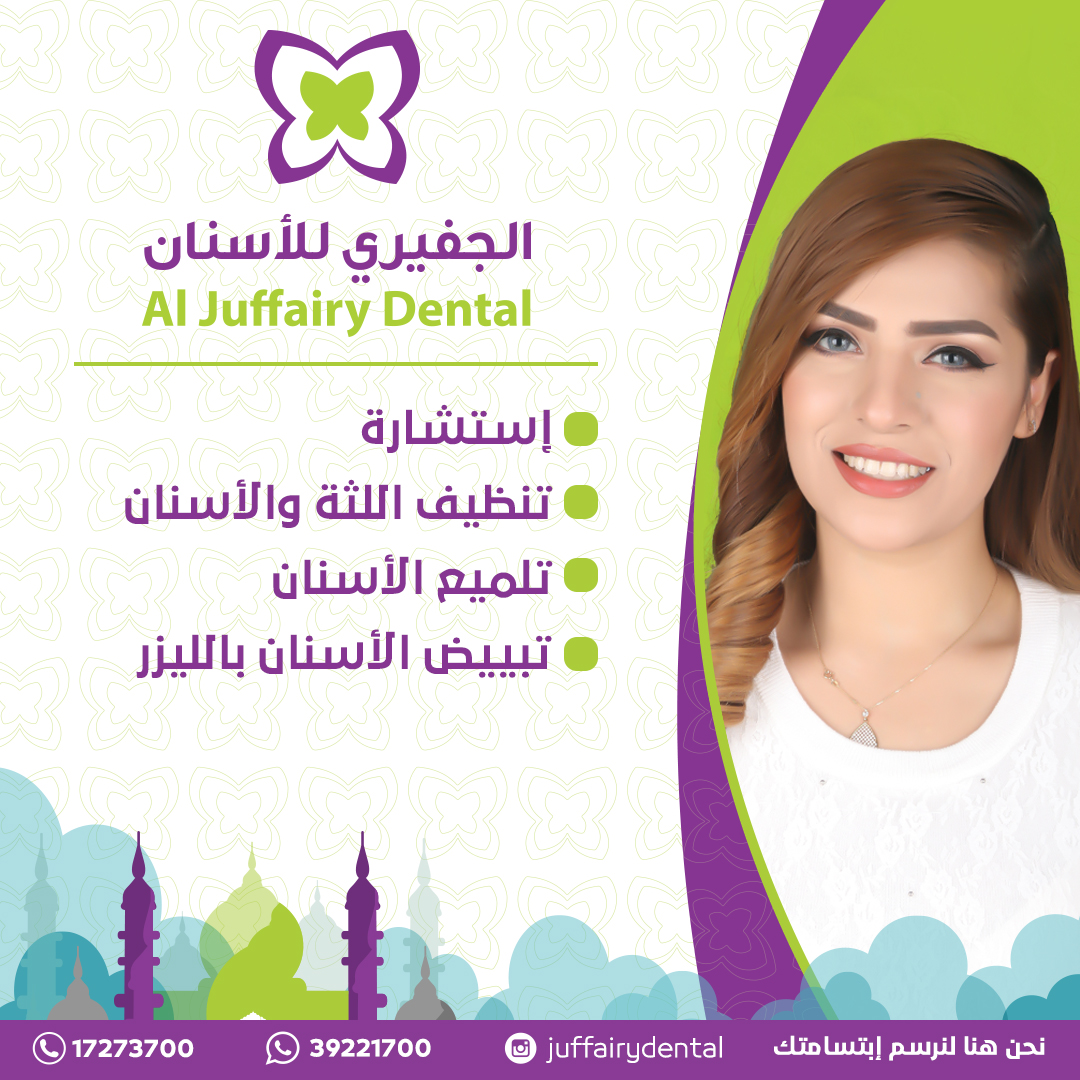 الجفيري للأسنان
Al Juffairy Dental
إستشارة
تنظيف اللثة والأسنان
تلميع الأسنان
تبييض الأسنان بالليزر
17273700
39221700
juffairydental
نحن هنا لنرسم إبتسامتك